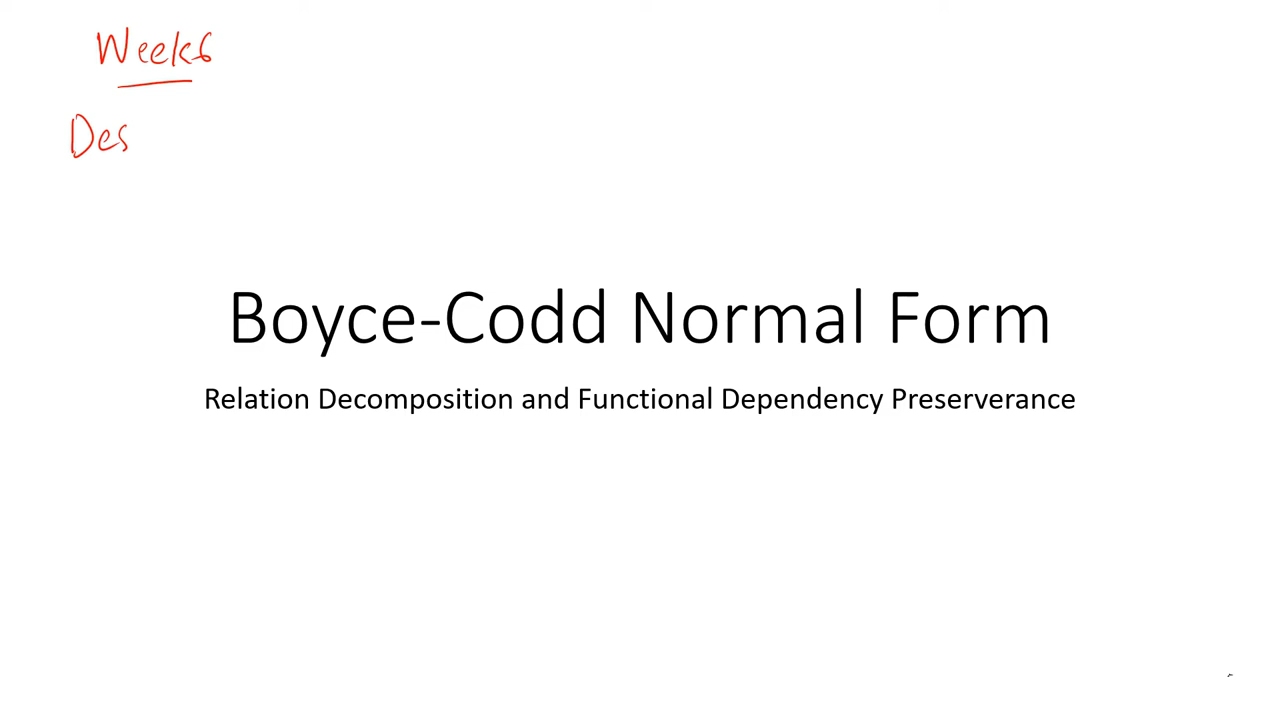 Week6
Des
Boyce-Codd Normal Form
Relation Decomposition and Functional Dependency Preserverance